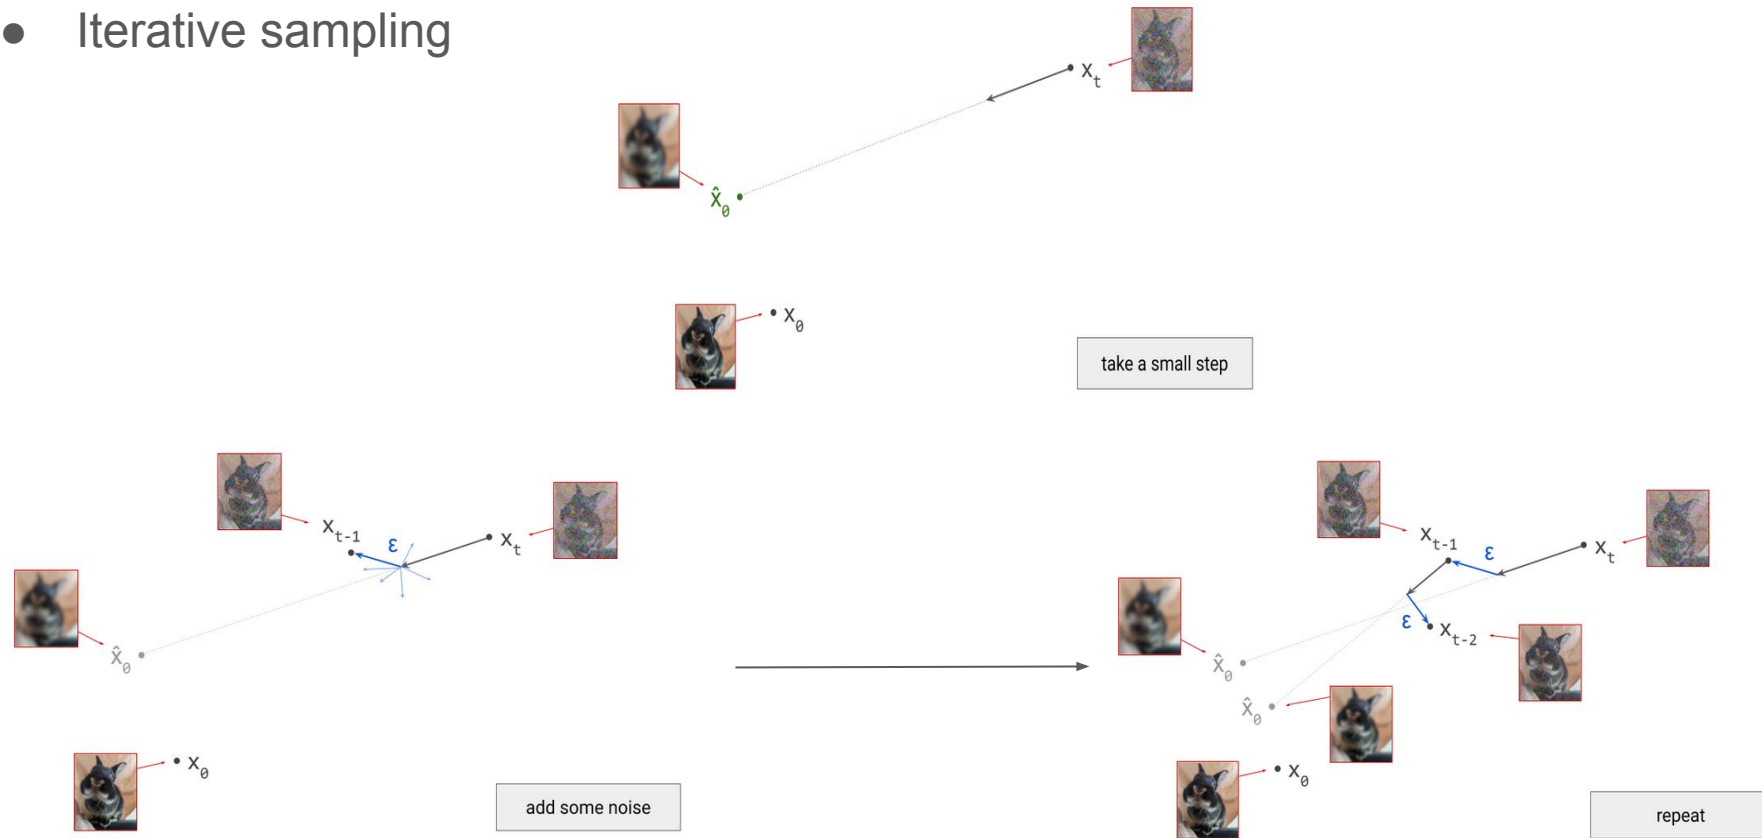 ● Iterative sampling
xₜ
x̂₀
x₀
take a small step
xₜ₋₁
ε
xₜ
x̂₀
x₀
add some noise
xₜ₋₁
ε
xₜ
ε
xₜ₋₂
x̂₀
x̂₀
x₀
repeat